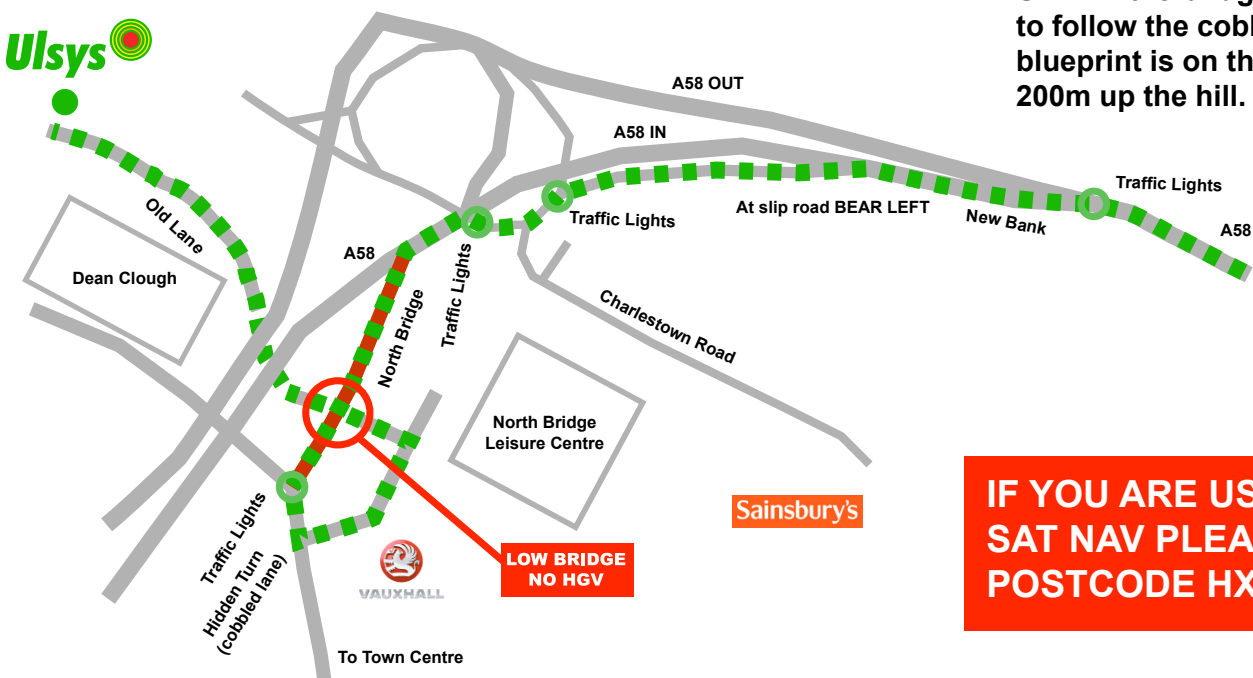 to follow the cobbl
blueprint is on th
200m up the hill.
Ulsys
A58 OUT
A58 IN
Traffic Lights
A58
New Bank
At slip road BEAR LEFT
Traffic Lights
Old Lane
Dean Clough
A58
North Bridge
Traffic Lights
Charlestown Road
North Bridge
Leisure Centre
Sainsbury's
IF YOU ARE US
SAT NAV PLEA
POSTCODE HX
LOW BRIDGE
NO HGV
VAUXHALL
Traffic Lights
Hidden Turn
(cobbled lane)
To Town Centre